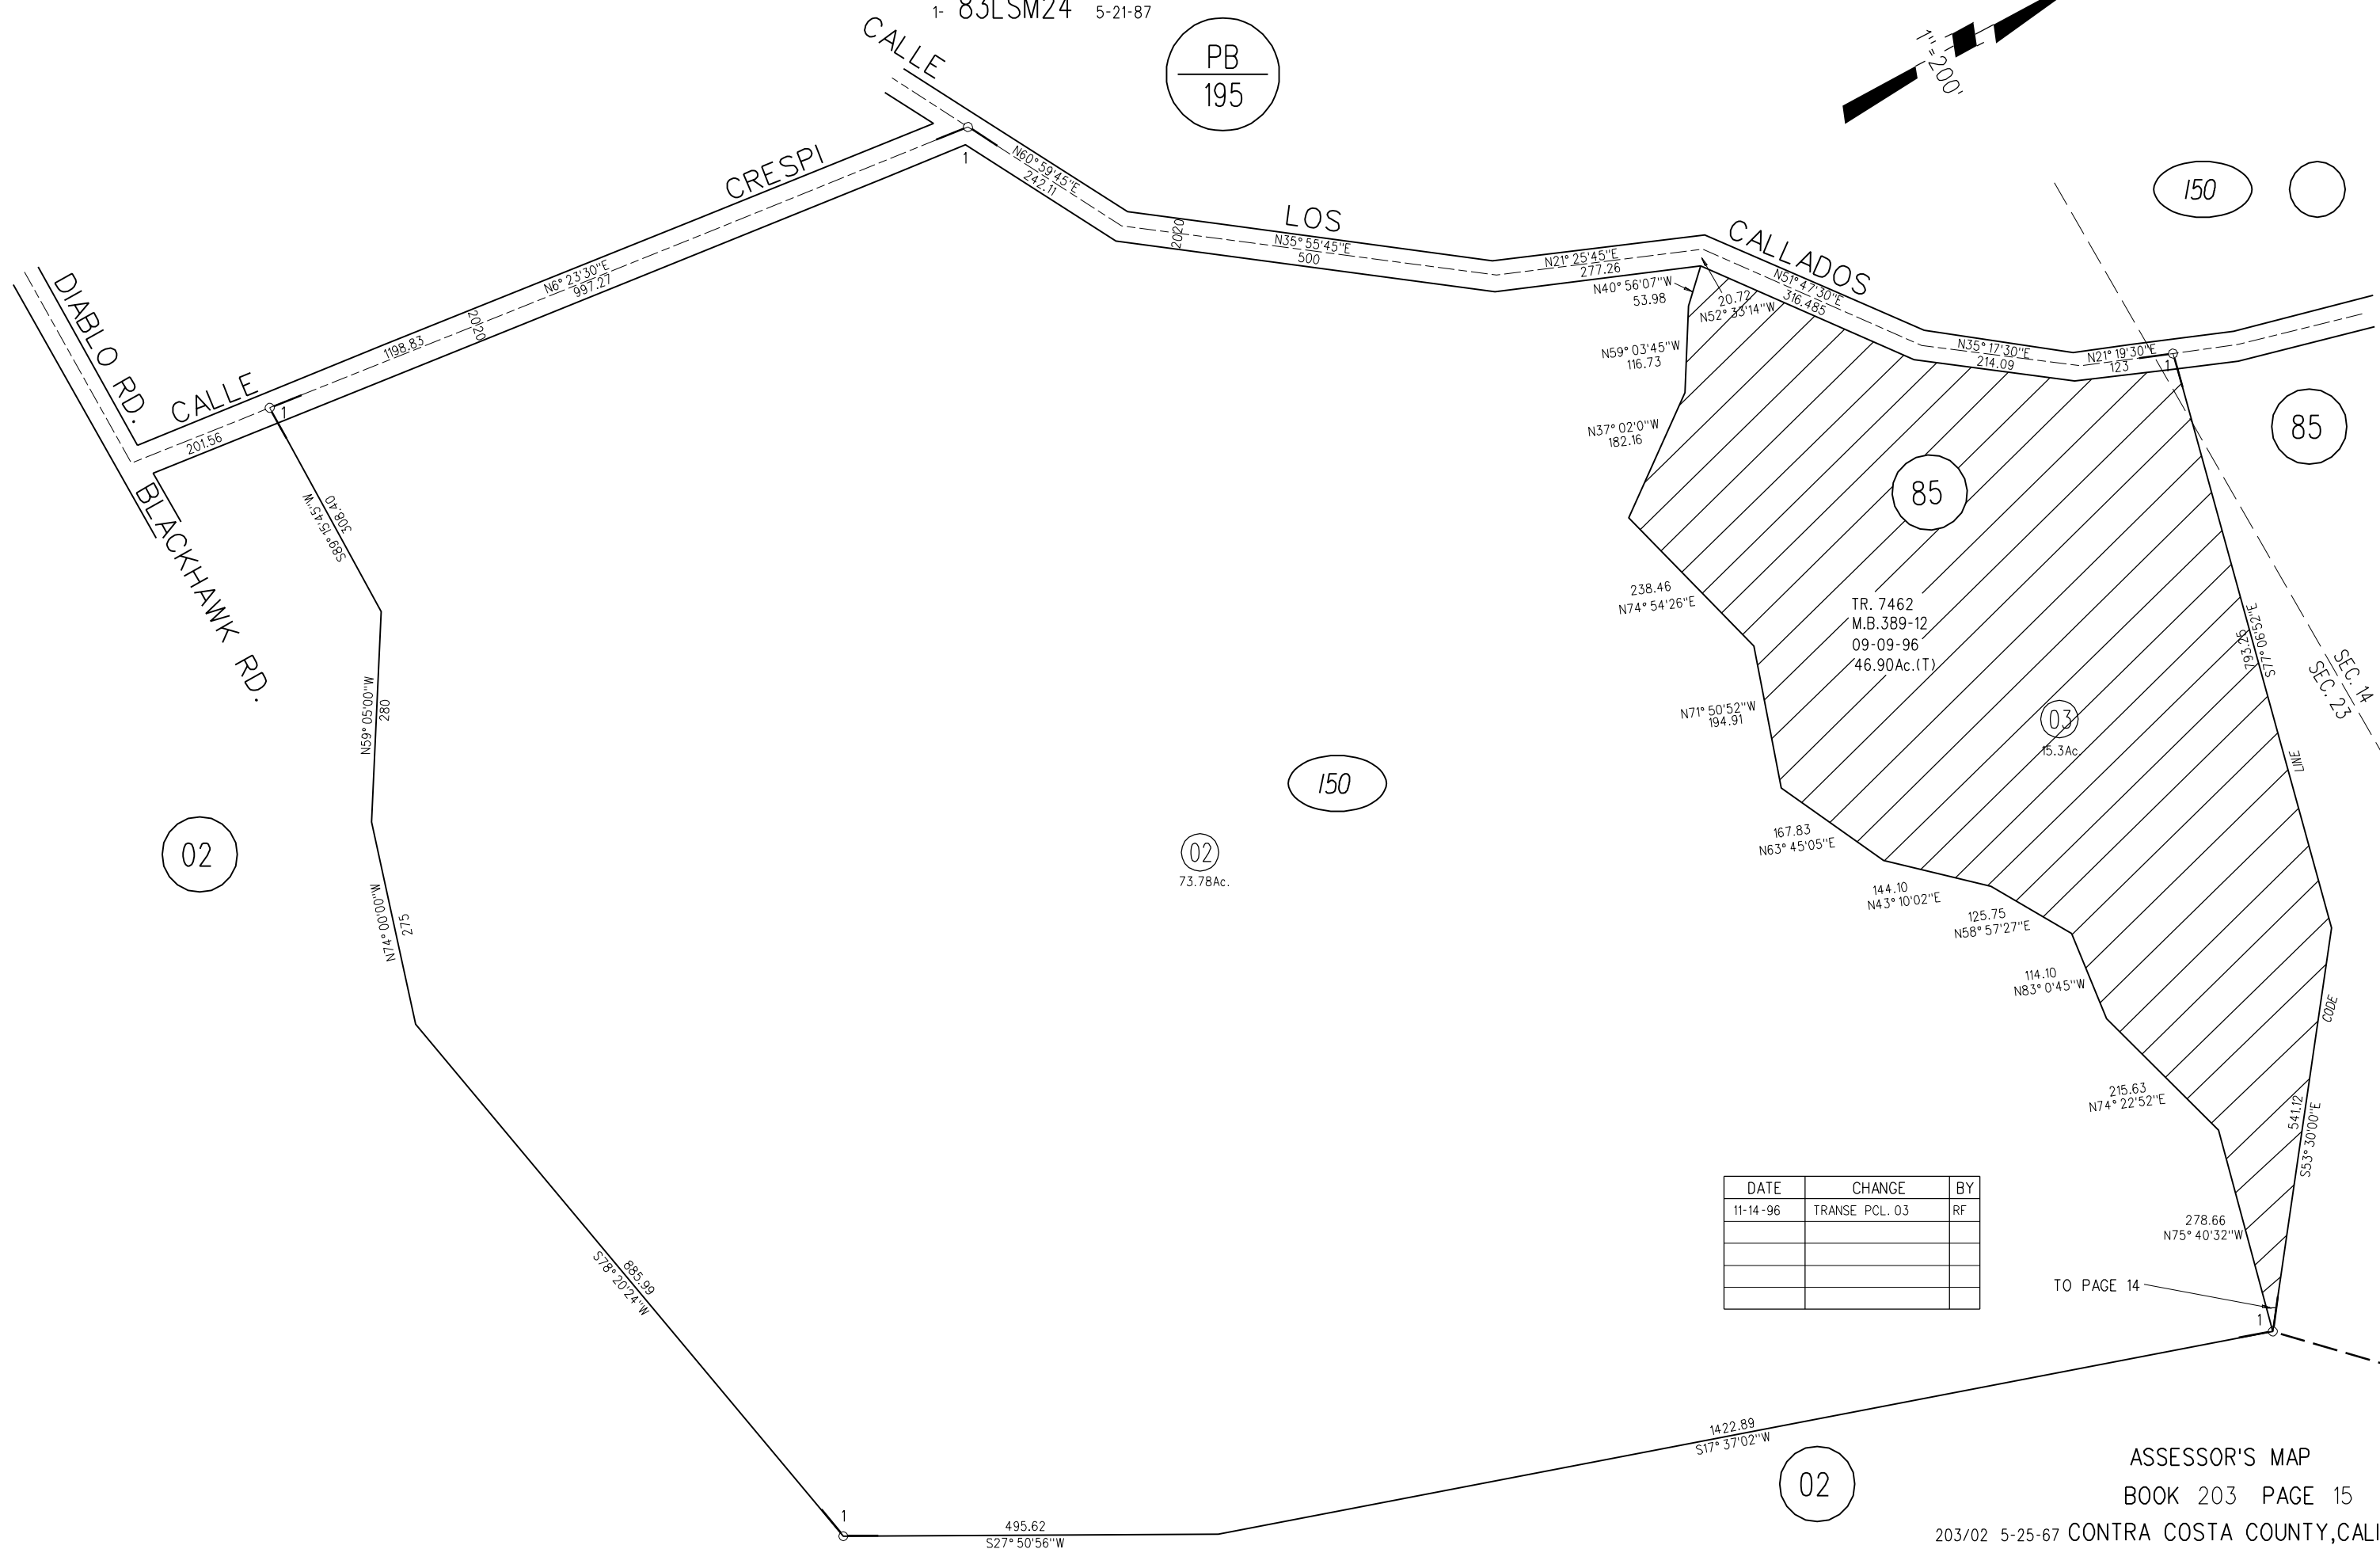 1- 83LSM24 5-21-87
PB
195
1"=200'
CALLE
CRESPI
CALLE
DIABLO RD.
BLACKHAWK RD.
LOS
CALLADOS
N6°23'30"E
997.27
1198.83
2020
201.56
1
1
N60°59'45"E
242.11
2020
N35°55'45"E
500
N21°25'45"E
277.26
N51°47'30"E
316.485
N35°17'30"E
214.09
N21°19'30"E
123
1
N40°56'07"W
53.98
20.72
N52°33'14"W
N59°03'45"W
116.73
N37°02'0"W
182.16
238.46
N74°54'26"E
N71°50'52"W
194.91
167.83
N63°45'05"E
144.10
N43°10'02"E
125.75
N58°57'27"E
114.10
N83°0'45"W
215.63
N74°22'52"E
278.66
N75°40'32"W
TO PAGE 14
1
150
85
85
TR. 7462
M.B.389-12
09-09-96
46.90Ac.(T)
03
15.3Ac.
S77°06'52"E
793.26
LINE
CODE
541.12
S53°30'00"E
SEC. 14
SEC. 23
308.40
S89°15'45"W
N59°05'00"W
280
N74°00'00"W
275
02
150
02
73.78Ac.
885.99
S78°20'24"W
1
495.62
S27°50'56"W
1422.89
S17°37'02"W
02
DATE CHANGE BY
11-14-96 TRANSE PCL. 03 RF
ASSESSOR'S MAP
BOOK 203 PAGE 15
203/02 5-25-67 CONTRA COSTA COUNTY,CALI